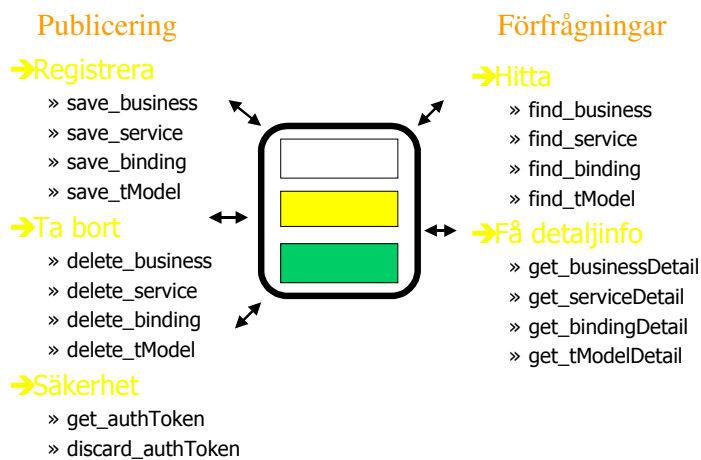 Publicering
➔Registrera
» save_business
» save_service
» save_binding
» save_tModel
➔Ta bort
» delete_business
» delete_service
» delete_binding
» delete_tModel
➔Säkerhet
» get_authToken
» discard_authToken
Förfrågningar
➔Hitta
» find_business
» find_service
» find_binding
» find_tModel
➔Få detaljinfo
» get_businessDetail
» get_serviceDetail
» get_bindingDetail
» get_tModelDetail